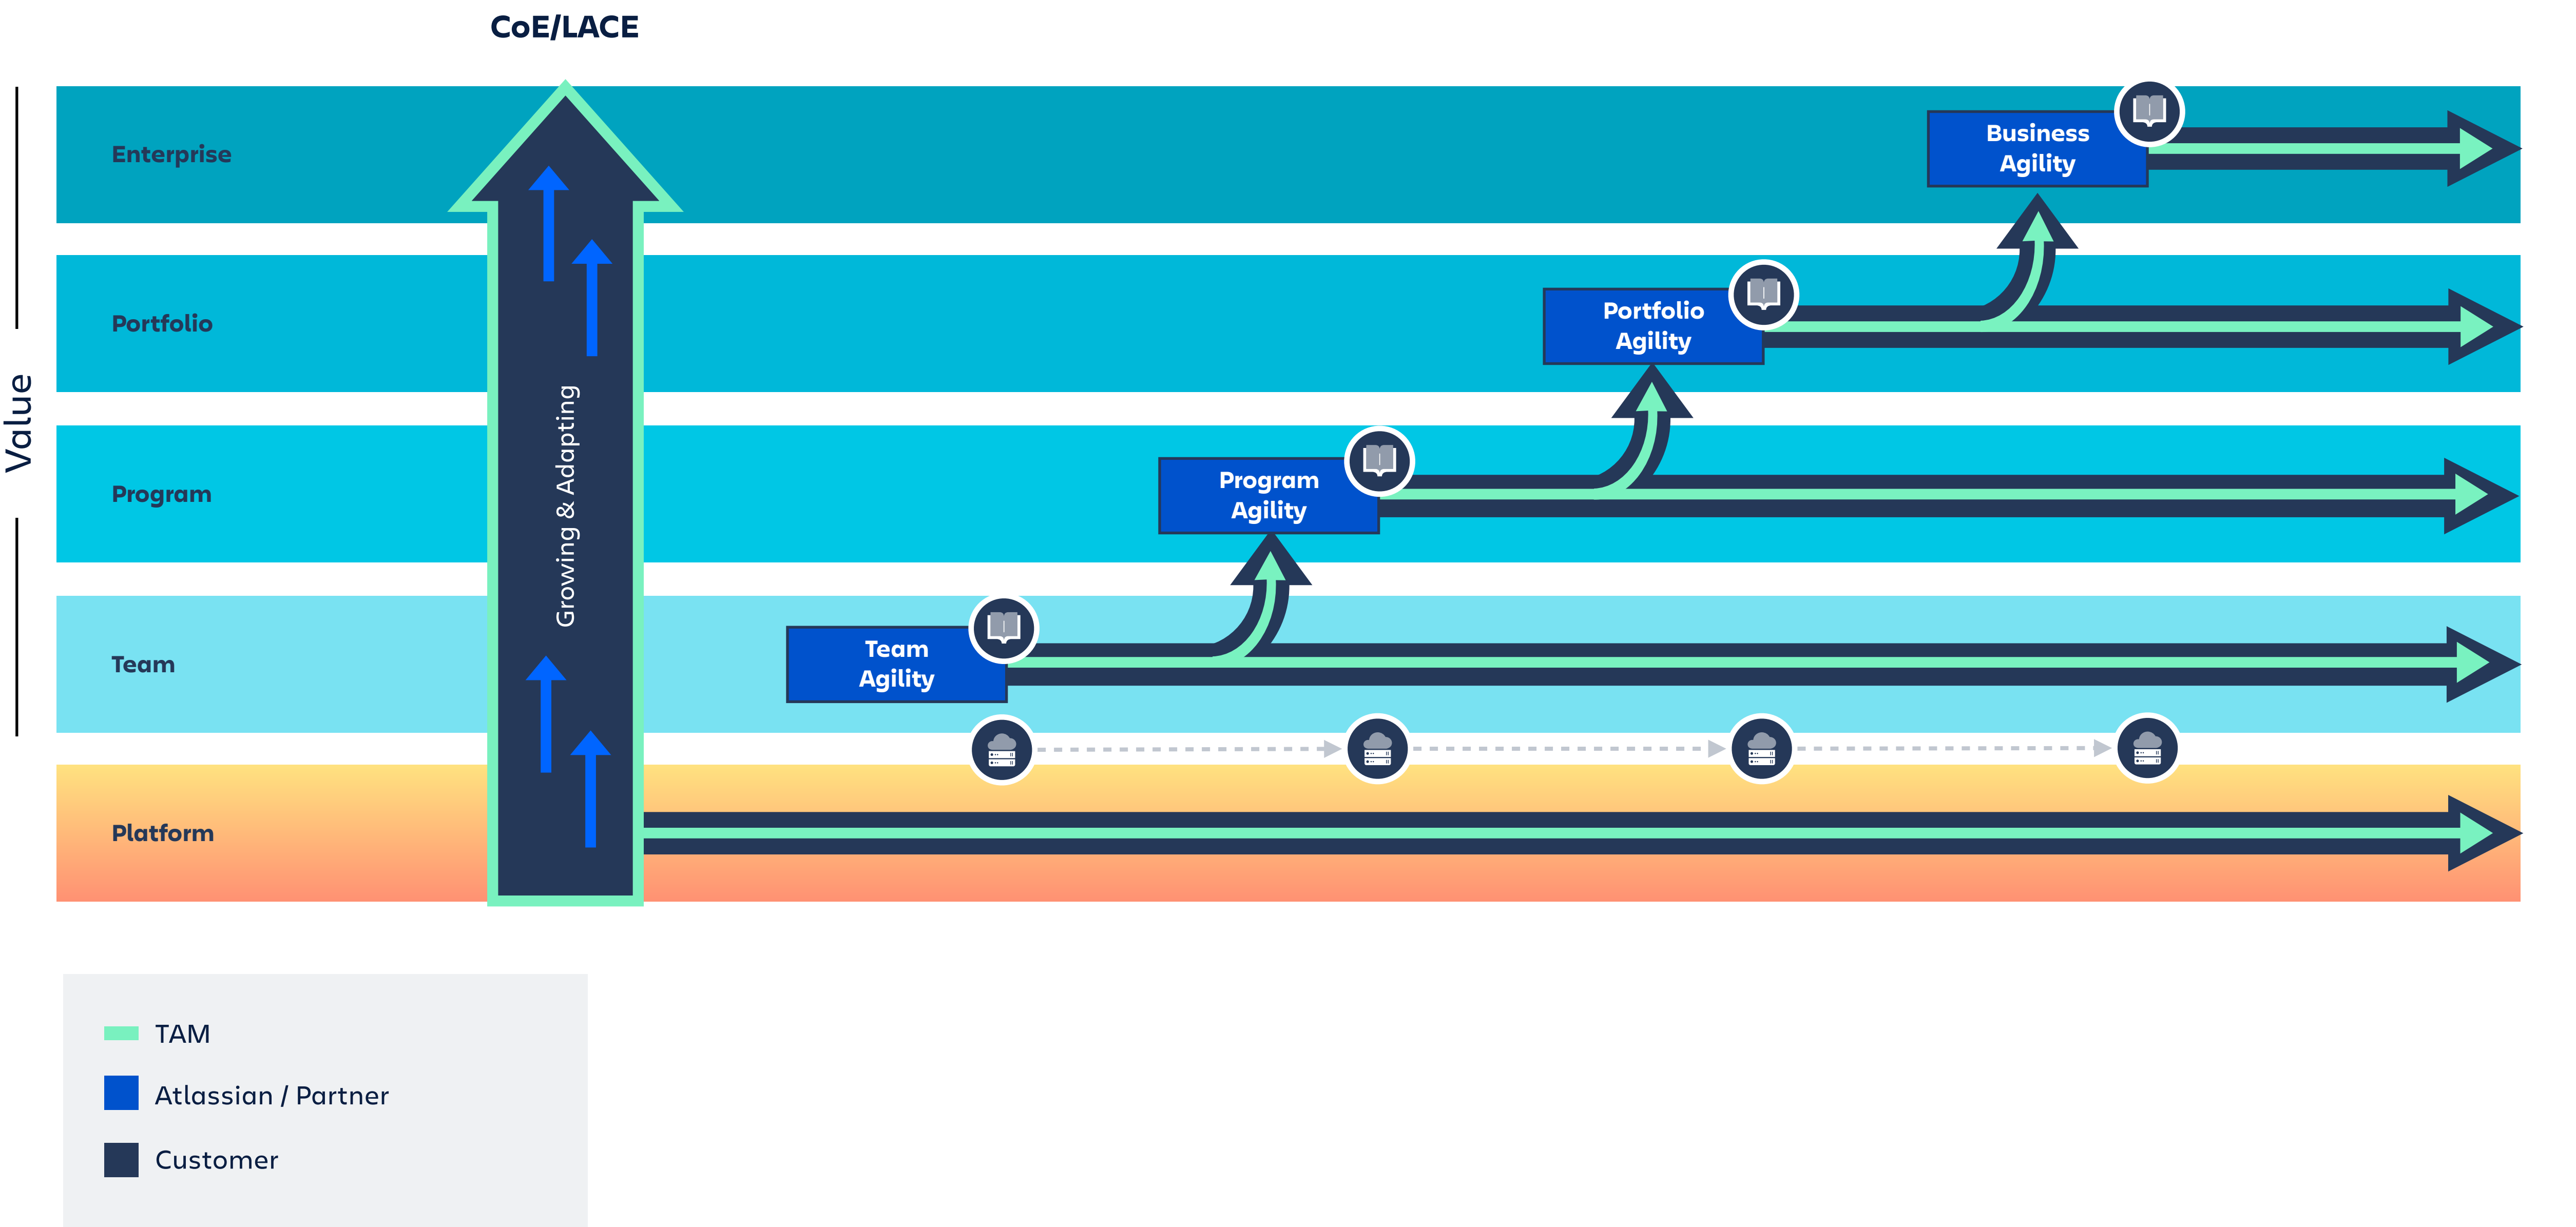 CoE/LACE
Value
Enterprise
Business
Agility
Portfolio
Portfolio
Agility
Growing & Adapting
Program
Program
Agility
Team
Team
Agility
Platform
TAM
Atlassian / Partner
Customer